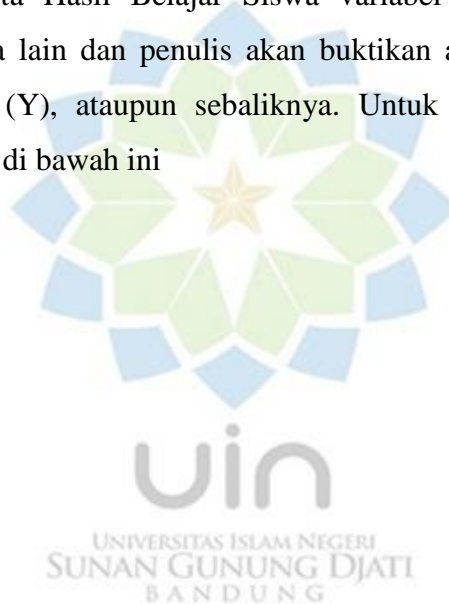 ta Hasil Belajar Siswa variabel
lain dan penulis akan buktikan a
(Y), ataupun sebaliknya. Untuk
di bawah ini
uin
UNIVERSITAS ISLAM NEGERI
SUNAN GUNUNG DJATI
BANDUNG